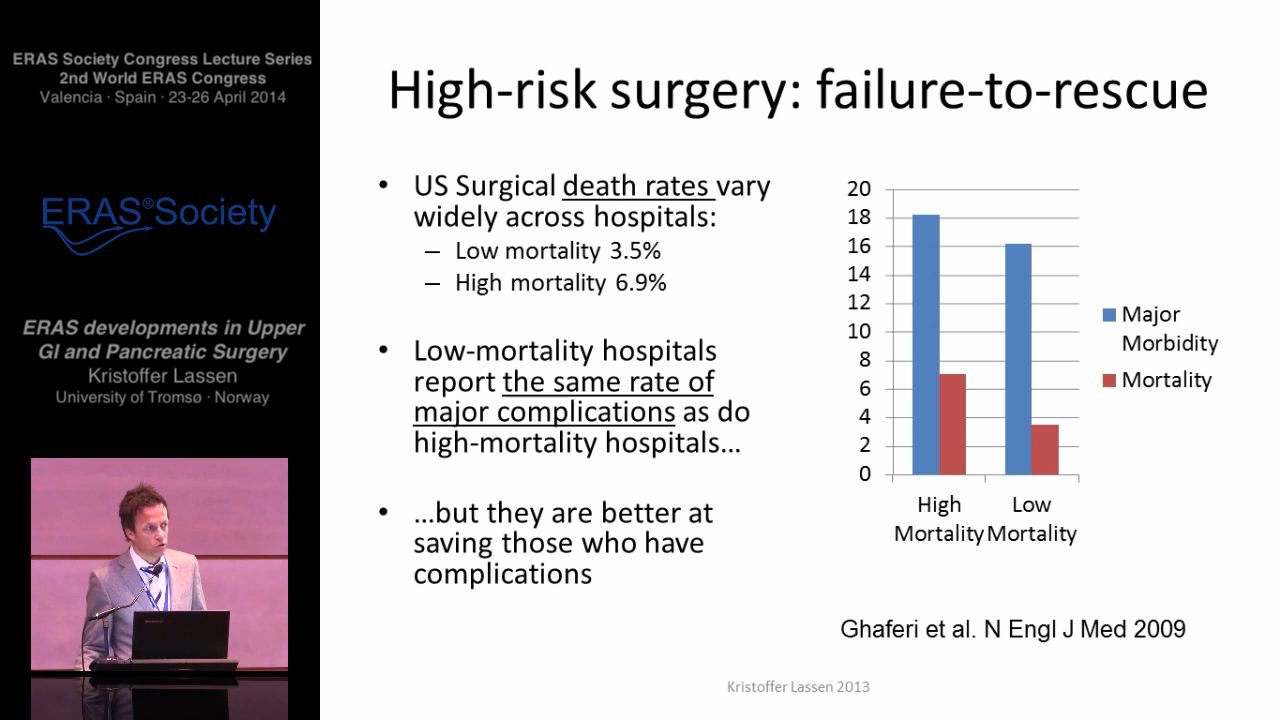 ERAS Society Congress Lecture Series
2nd World ERAS Congress
Valencia · Spain · 23-26 April 2014
ERAS®Society
ERAS developments in Upper
GI and Pancreatic Surgery
Kristoffer Lassen
University of Tromsø · Norway
High-risk surgery: failure-to-rescue
• US Surgical death rates vary
widely across hospitals:
– Low mortality 3.5%
– High mortality 6.9%
• Low-mortality hospitals
report the same rate of
major complications as do
high-mortality hospitals…
• …but they are better at
saving those who have
complications
20
18
16
14
12
10
8
6
4
2
0
High
Mortality
Low
Mortality
Major
Morbidity
Mortality
Ghaferi et al. N Engl J Med 2009
Kristoffer Lassen 2013